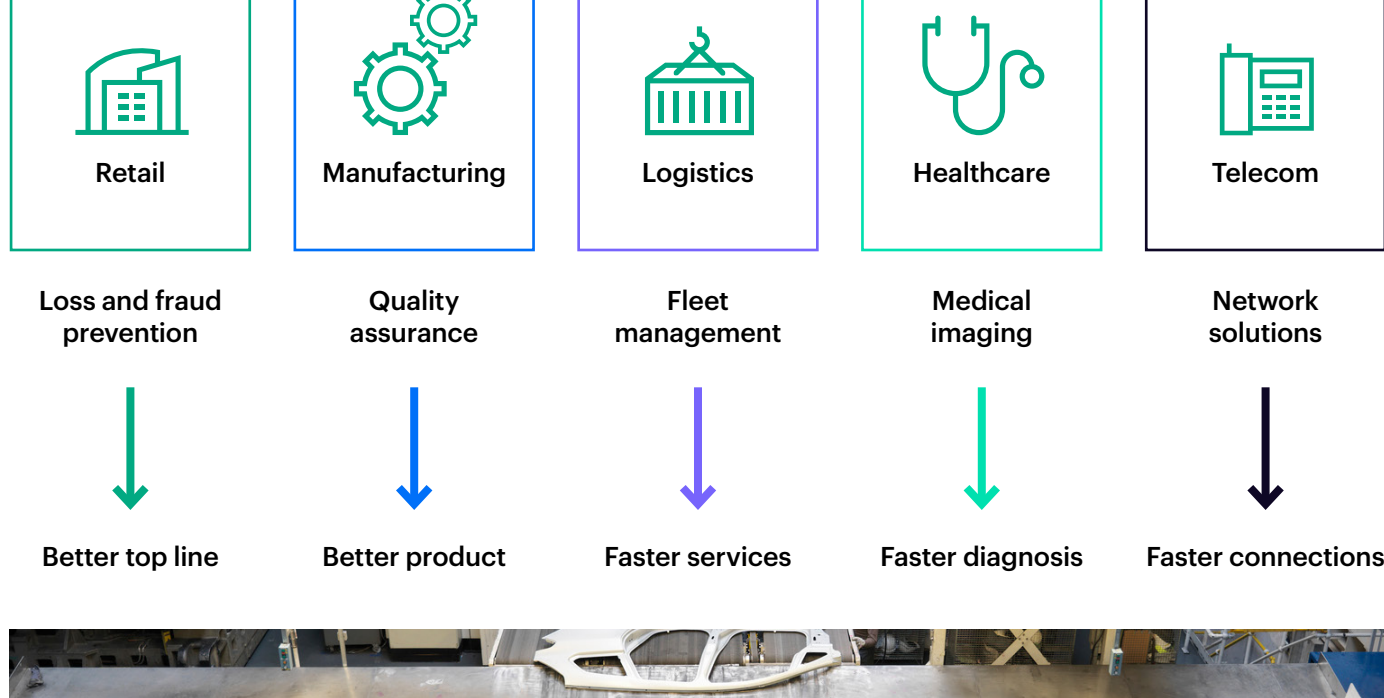 Retail
Manufacturing
Logistics
Healthcare
Telecom
Loss and fraud
prevention
Quality
assurance
Fleet
management
Medical
imaging
Network
solutions
Better top line
Better product
Faster services
Faster diagnosis
Faster connections